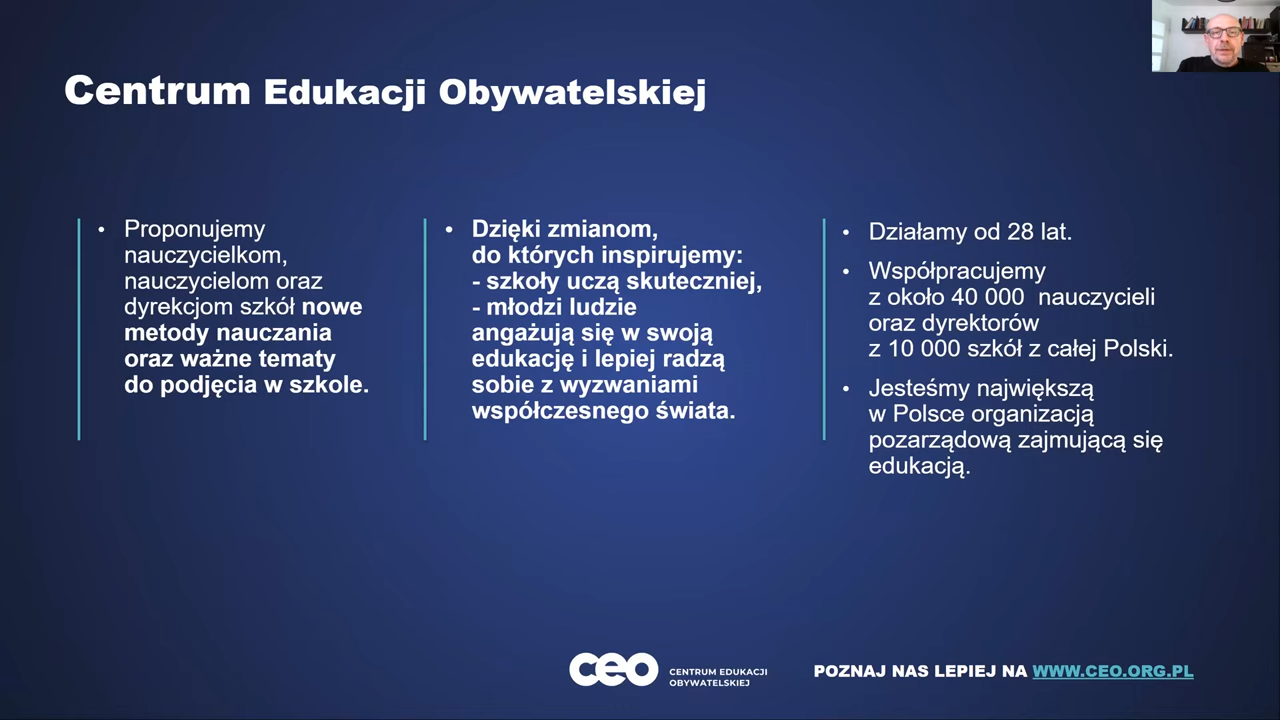 Centrum Edukacji Obywatelskiej
• Proponujemy
nauczycielkom,
nauczycielom oraz
dyrekcjom szkół nowe
metody nauczania
oraz ważne tematy
do podjęcia w szkole.
• Dzięki zmianom,
do których inspirujemy:
- szkoły uczą skuteczniej,
- młodzi ludzie
angażują się w swoją
edukację i lepiej radzą
sobie z wyzwaniami
współczesnego świata.
• Działamy od 28 lat.
• Współpracujemy
z około 40 000 nauczycieli
oraz dyrektorów
z 10 000 szkół z całej Polski.
• Jesteśmy największą
w Polsce organizacją
pozarządową zajmującą się
edukacją.
ceo
CENTRUM EDUKACJI
OBYWATELSKIEJ
POZNAJ NAS LEPIEJ NA WWW.CEO.ORG.PL